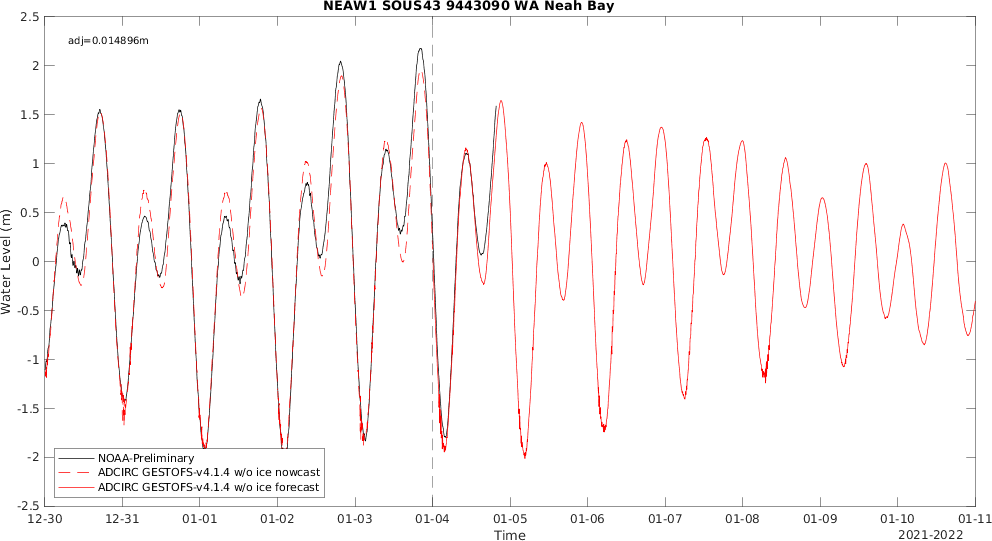 NEAW1 SOUS43 9443090 WA Neah Bay
adj=0.014896m
2.5
2
1.5
1
0.5
0
-0.5
-1
-1.5
-2
-2.5
Water Level (m)
NOAA-Preliminary
ADCIRC GESTOFS-v4.1.4 w/o ice nowcast
ADCIRC GESTOFS-v4.1.4 w/o ice forecast
12-30 12-31 01-01 01-02 01-03 01-04 01-05 01-06 01-07 01-08 01-09 01-10 01-11
Time
2021-2022